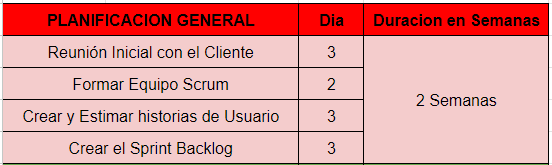 PLANIFICACION GENERAL Dia Duracion en Semanas
Reunión Inicial con el Cliente 3
Formar Equipo Scrum 2
2 Semanas
Crear y Estimar historias de Usuario 3
Crear el Sprint Backlog 3